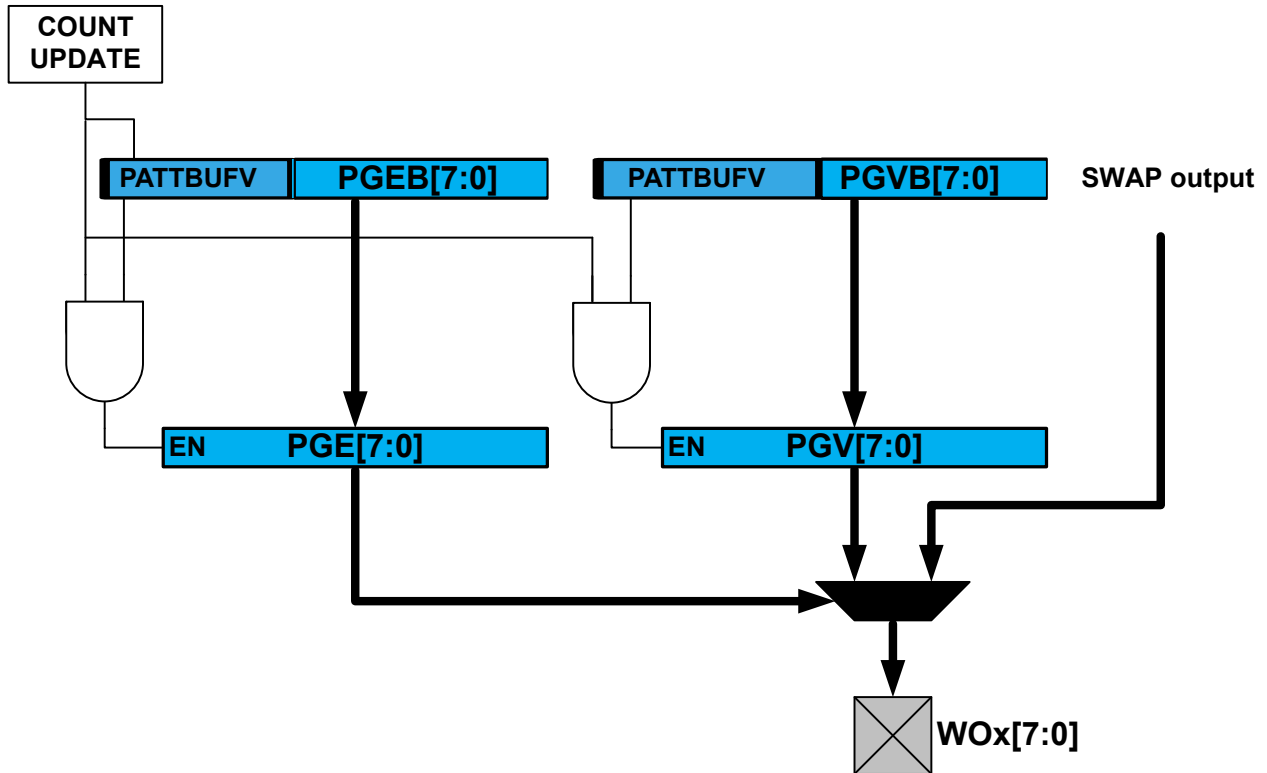 COUNT
UPDATE
PATTBUFV PGEB[7:0] PATTBUFV PGVB[7:0] SWAP output
EN PGE[7:0] EN PGV[7:0]
WOx[7:0]